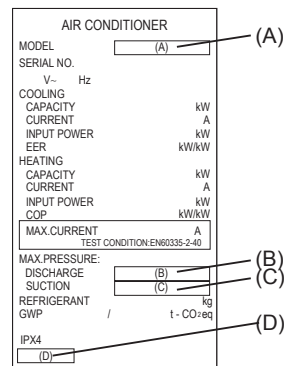 AIR CONDITIONER
MODEL (A) (A)
SERIAL NO.
V~ Hz
COOLING
CAPACITY kW
CURRENT A
INPUT POWER kW
EER kW/kW
HEATING
CAPACITY kW
CURRENT A
INPUT POWER kW
COP kW/kW
MAX.CURRENT A
TEST CONDITION:EN60335-2-40
MAX.PRESSURE:
DISCHARGE (B) (B)
SUCTION (C) (C)
REFRIGERANT kg
GWP / t - CO2eq
IPX4 (D)
(D)